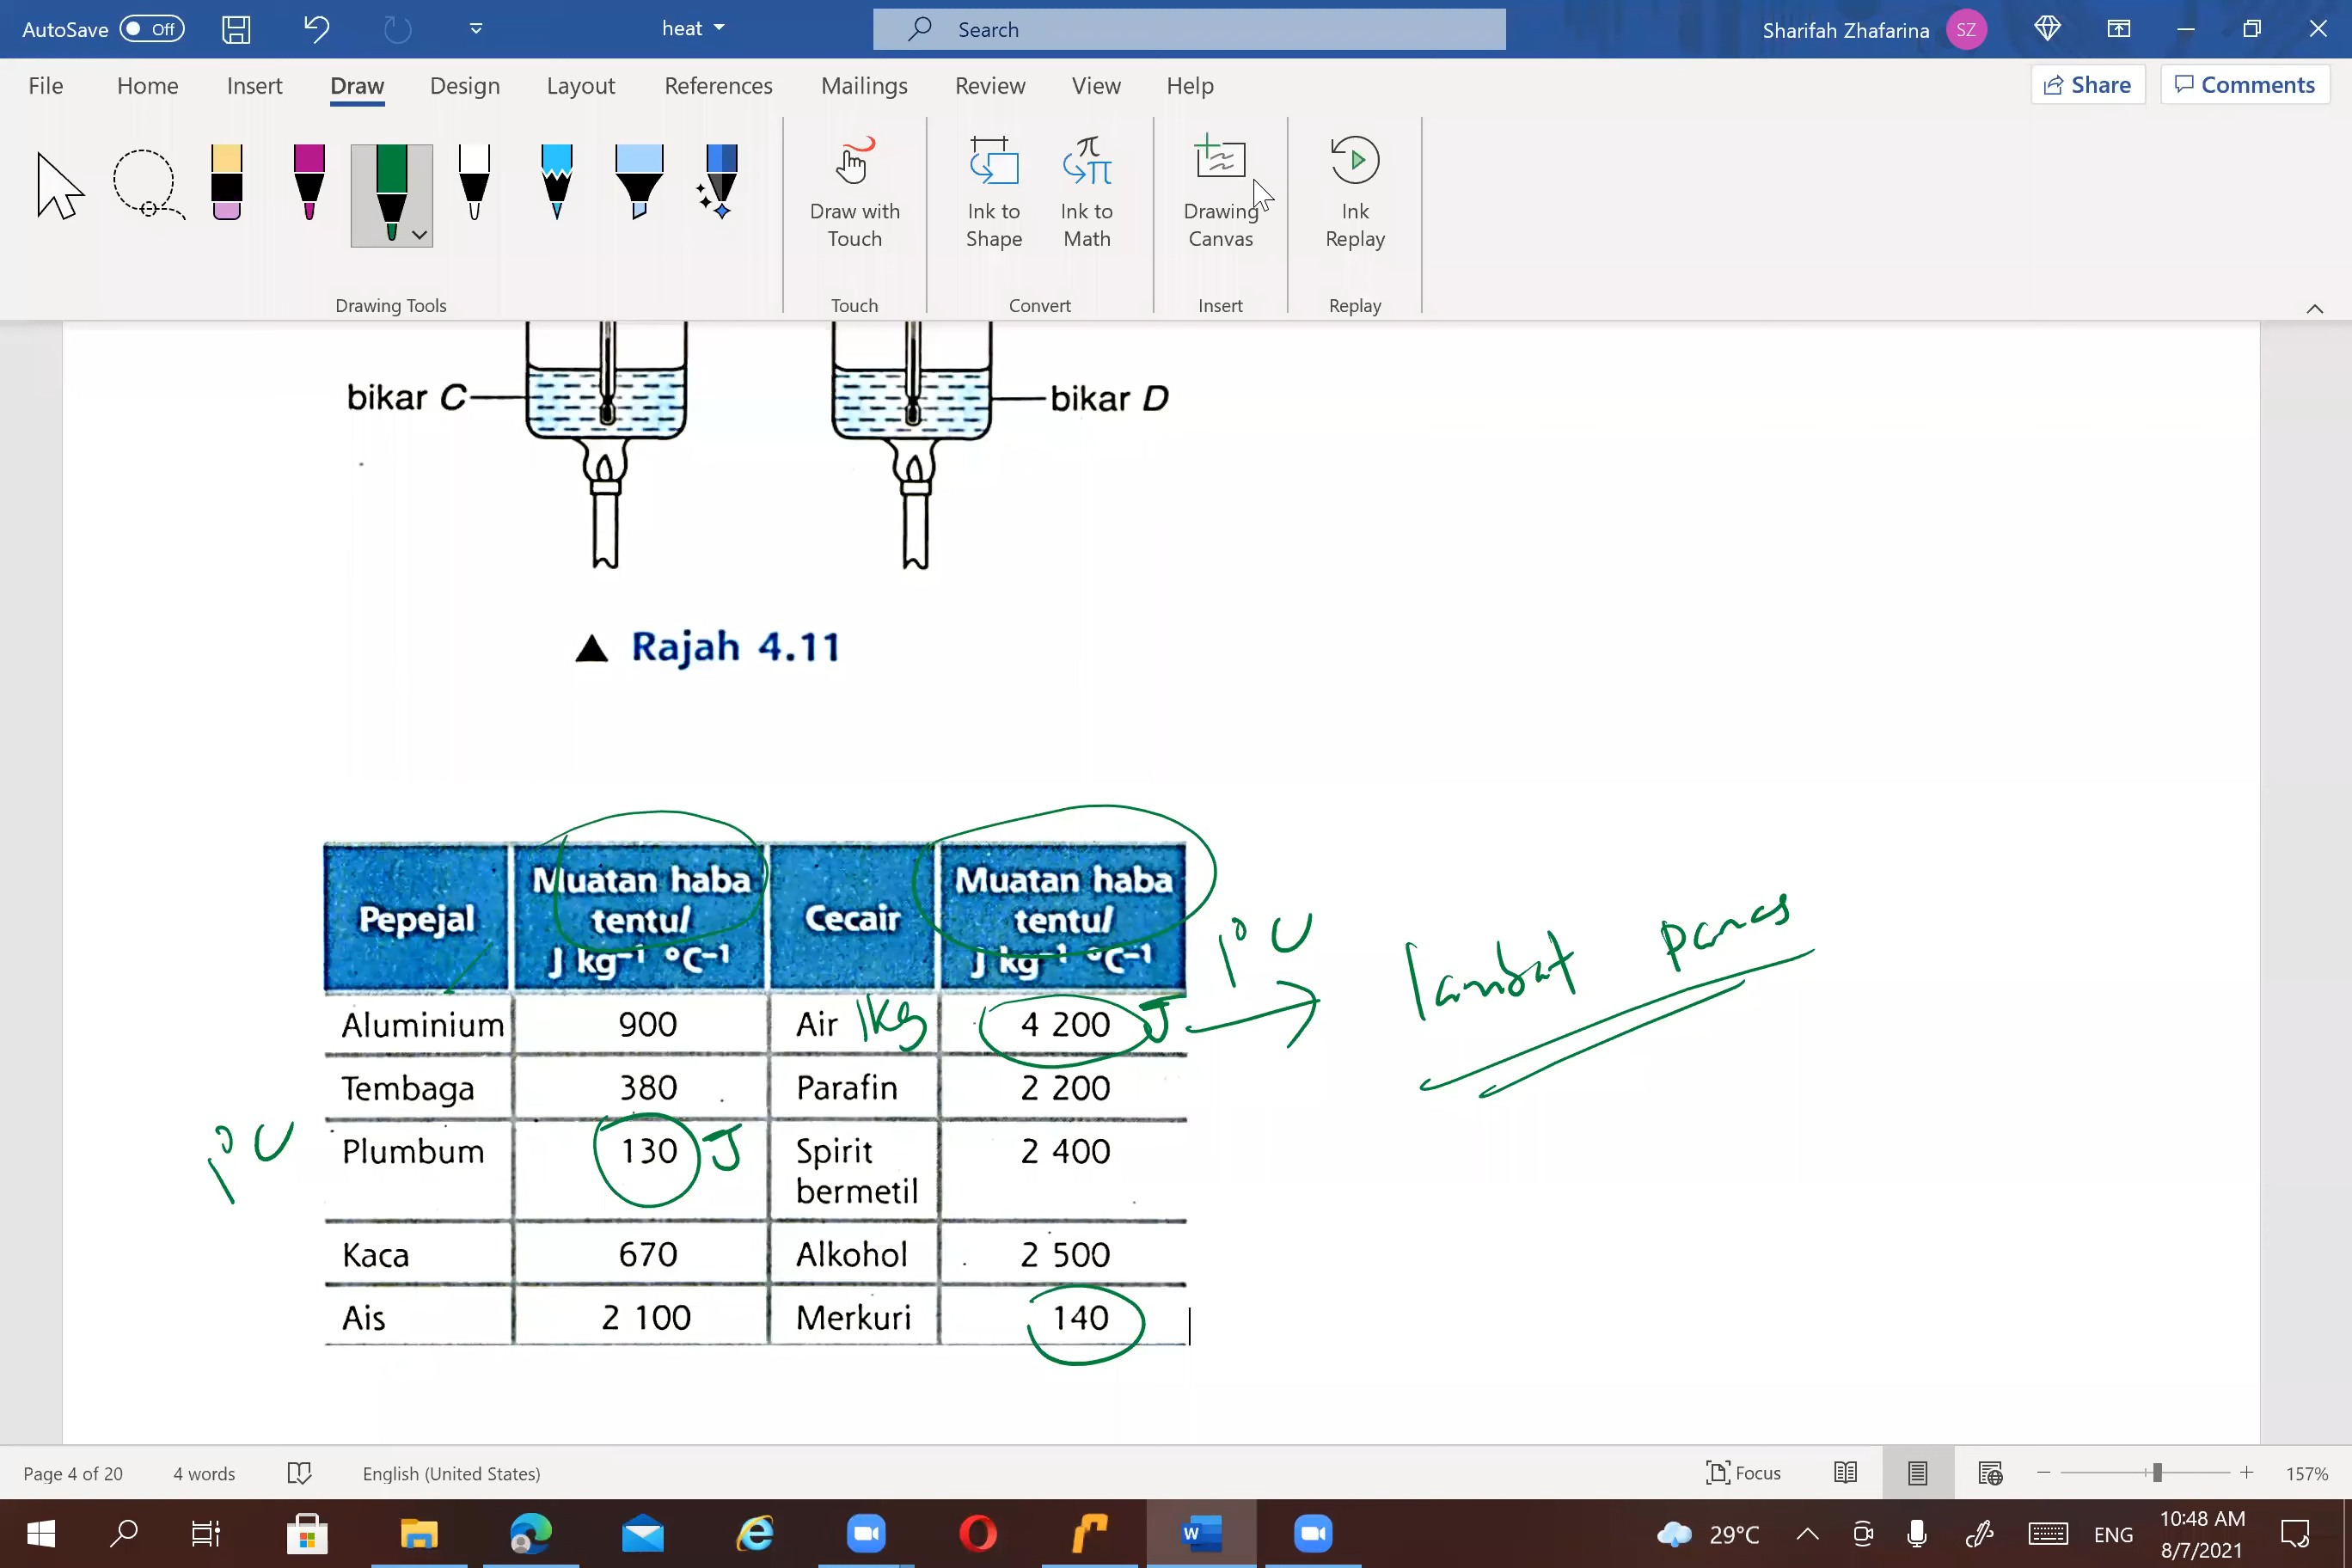 AutoSave Off heat Search Sharifah Zhafarina SZ
File Home Insert Draw Design Layout References Mailings Review View Help Share Comments
Draw with Touch
Ink to Shape
Ink to Math
Drawing Canvas
Ink Replay
Drawing Tools Touch Convert Insert Replay
bikar C bikar D
▲ Rajah 4.11
Pepejal
Muatan haba tentu/ J kg⁻¹ °C⁻¹
Cecair
Muatan haba tentu/ J kg⁻¹ °C⁻¹
1°C
lambat panas
Aluminium 900 Air 1kg 4 200 J
Tembaga 380 Parafin 2 200
1°C Plumbum 130 J Spirit bermetil 2 400
Kaca 670 Alkohol 2 500
Ais 2 100 Merkuri 140
Page 4 of 20 4 words English (United States) Focus 157%
29°C ENG 10:48 AM
8/7/2021